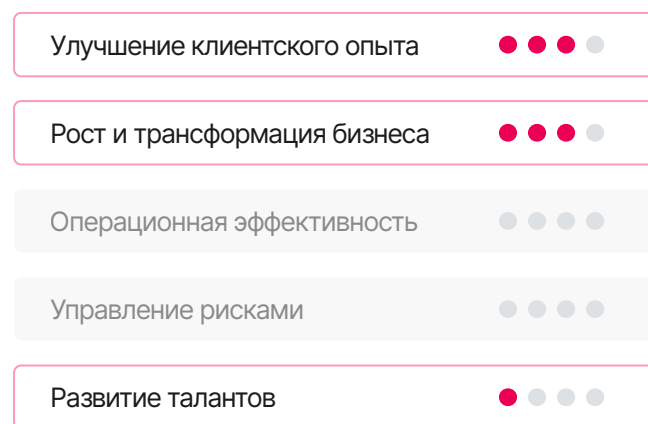 Улучшение клиентского опыта
Рост и трансформация бизнеса
Операционная эффективность
Управление рисками
Развитие талантов